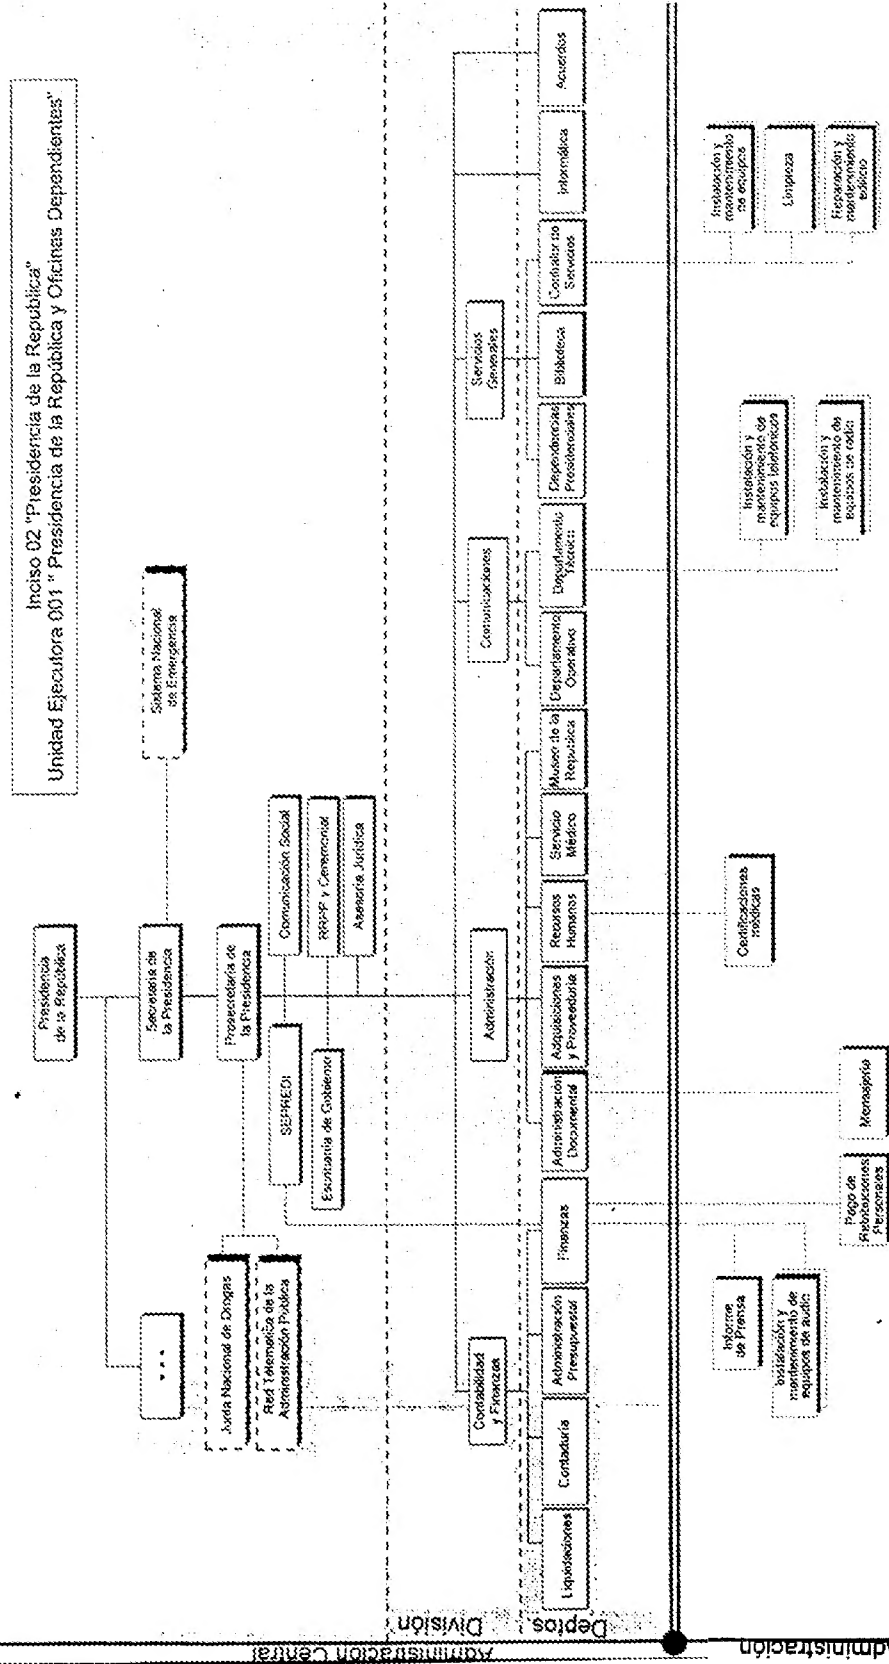 Inciso 02 "Presidencia de la República"
Unidad Ejecutora 001 " Presidencia de la República y Oficinas Dependientes"
Presidencia
de la República
...
Secretaría de
la Presidencia
Sistema Nacional
de Emergencia
Junta Nacional de Drogas
Prosecretaría de
la Presidencia
Red Telematica de la
Administración Pública
SEPREDI
Comunicación Social
Escribanía de Gobierno
RRPP y Ceremonial
Asesoría Jurídica
Administración Central
División
Contabilidad
y Finanzas
Administración
Comunicaciones
Servicios
Generales
Deptos
Liquidaciones
Contaduría
Administración
Presupuestal
Finanzas
Administración
Documental
Adquisiciones
y Proveeduría
Recursos
Humanos
Servicio
Médico
Museo de la
Republica
Departamento
Operativo
Departamento
Técnico
Dependencias
Presidenciales
Biblioteca
Contralor de
Servicios
Informática
Acuerdos
dministración
Informe
de Prensa
Instalación y
mantenimiento de
equipos de audio
Pago de
Retribuciones
Personales
Mensajería
Certificaciones
médicas
Instalación y
mantenimiento de
equipos telefónicos
Instalación y
mantenimiento de
equipos de radio
Instalación y
mantenimiento
de equipos
Limpieza
Reparación y
mantenimiento
edilicio